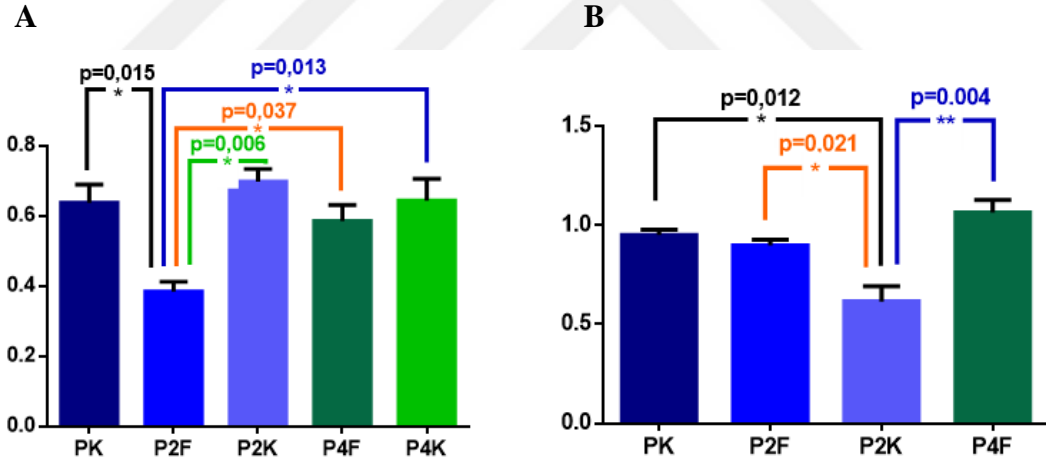 A
B
p=0,015
*
p=0,013
*
p=0,037
*
p=0,006
*
0.8
0.6
0.4
0.2
0.0
PK P2F P2K P4F P4K
p=0,012
*
p=0.004
**
p=0.021
*
1.5
1.0
0.5
0.0
PK P2F P2K P4F